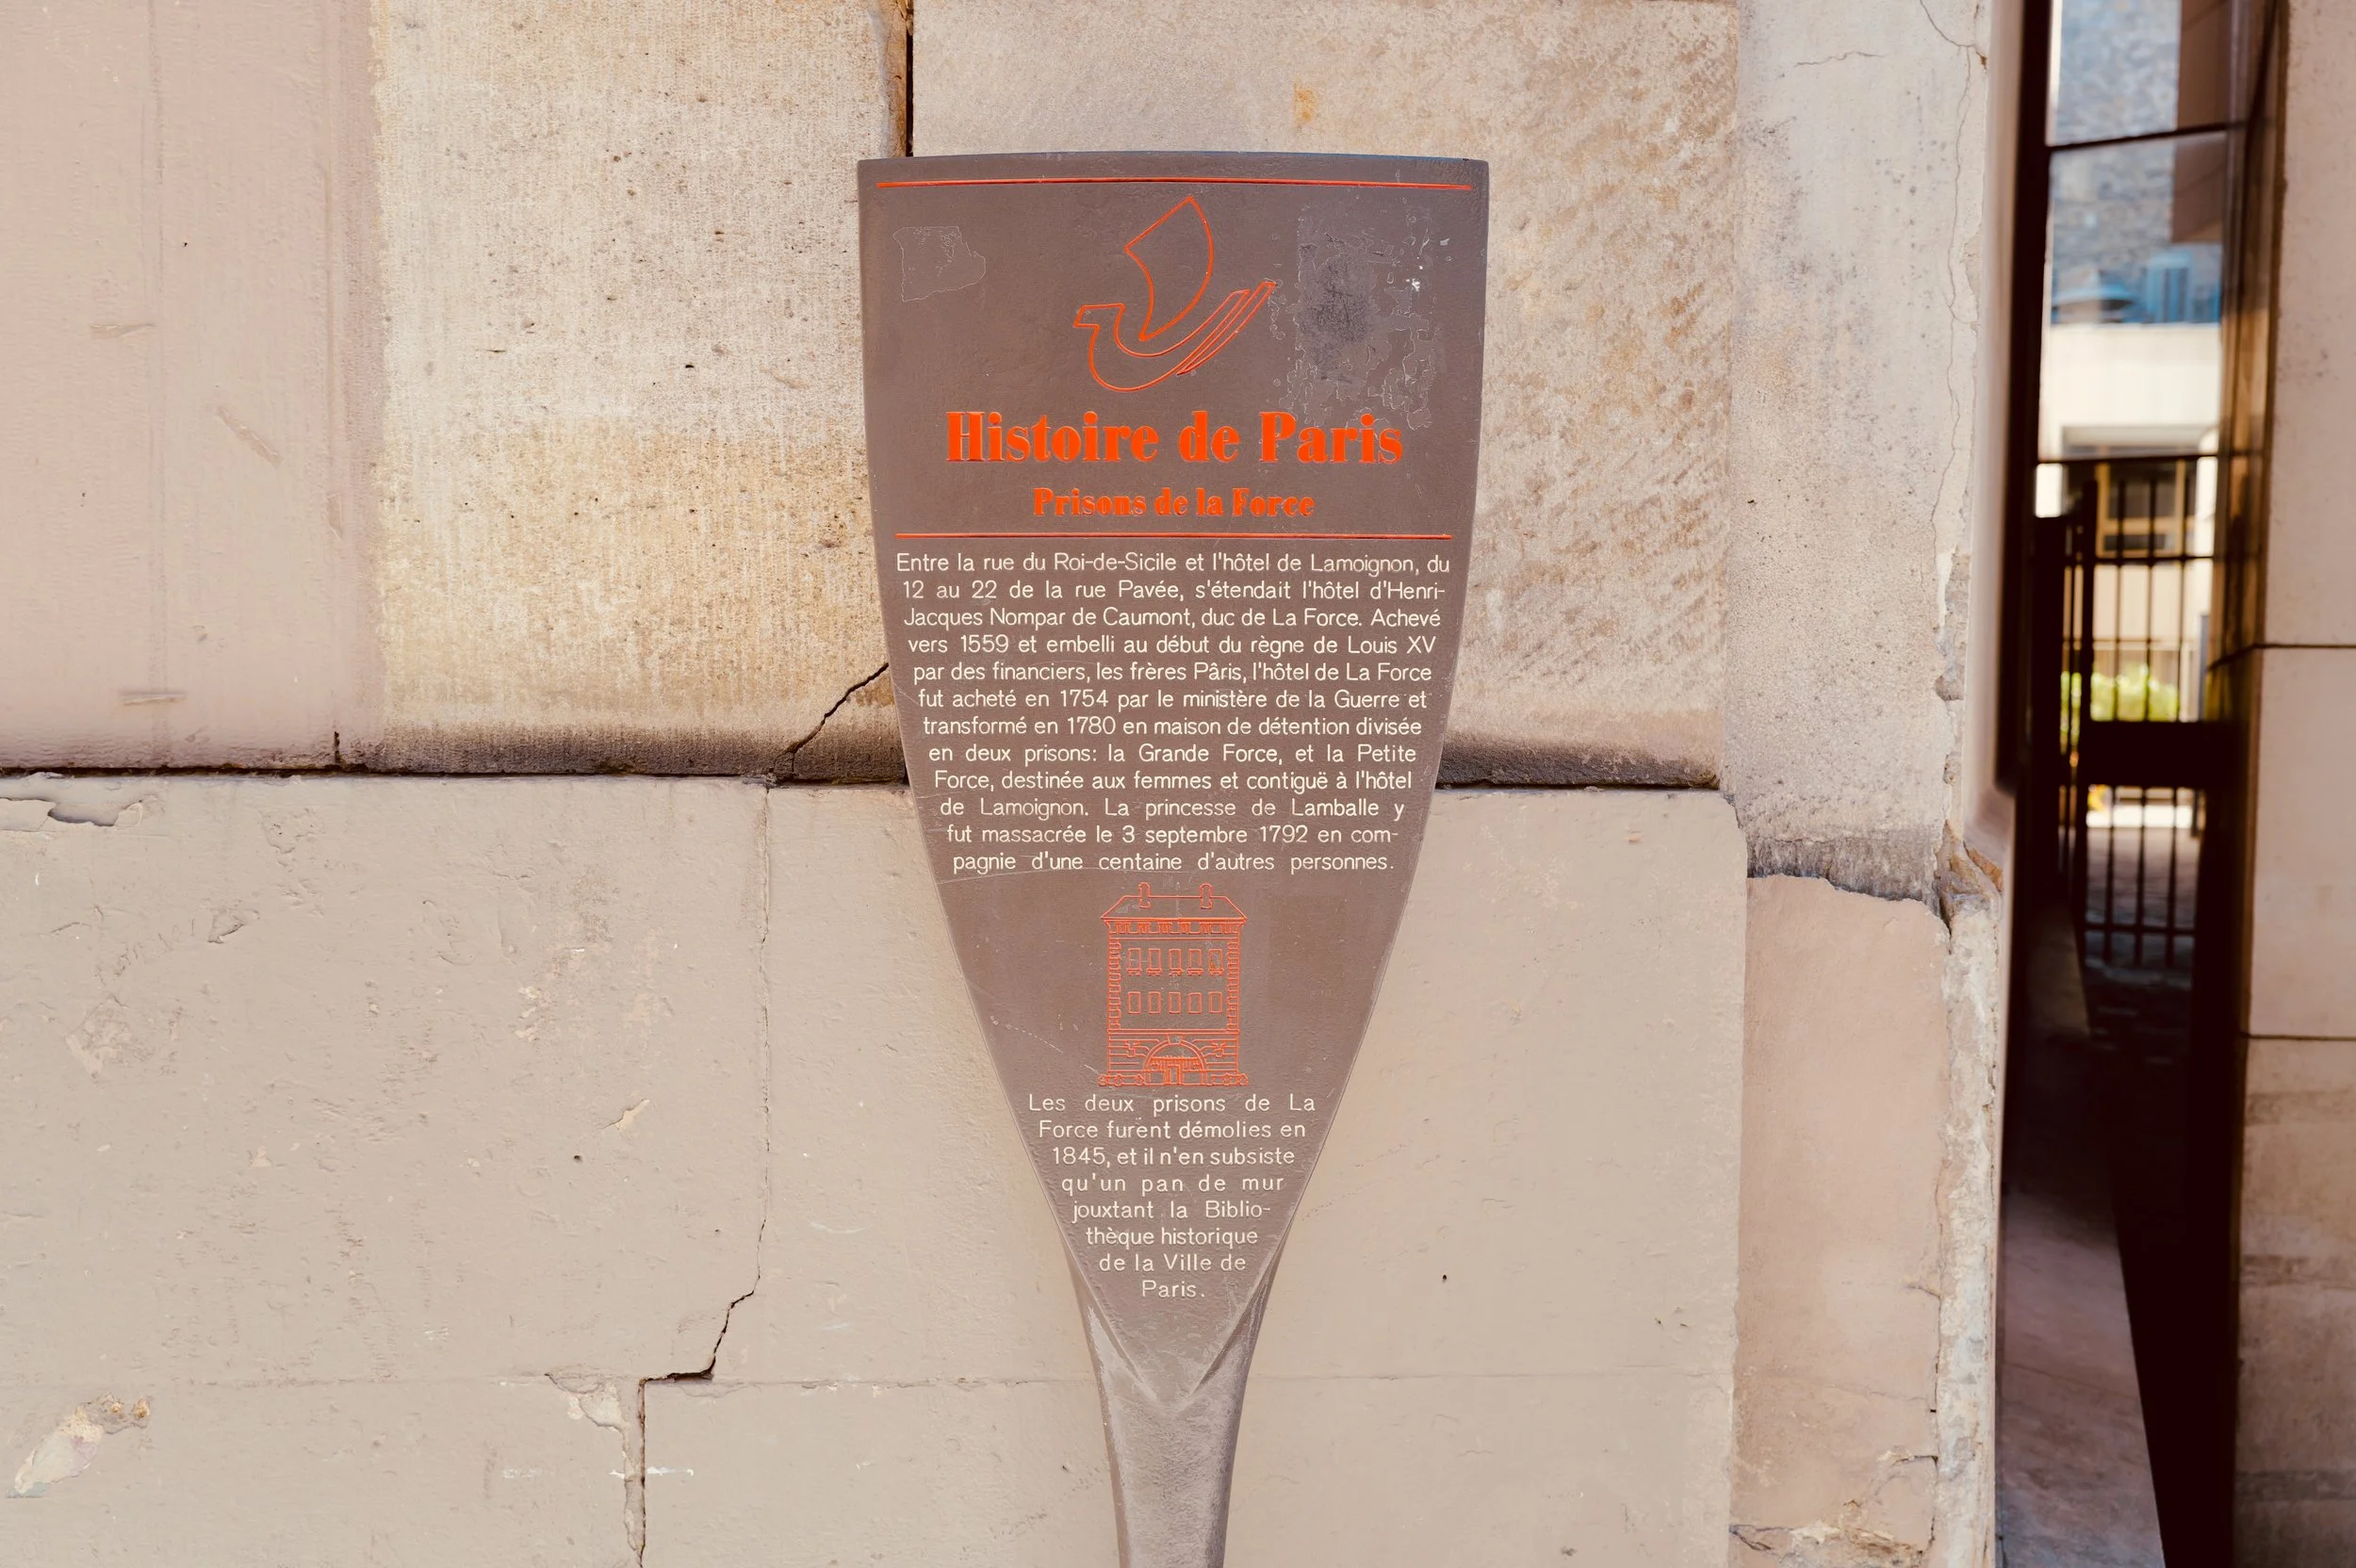 Histoire de Paris
Prisons de la Force
Entre la rue du Roi-de-Sicile et l'hôtel de Lamoignon, du
12 au 22 de la rue Pavée, s'étendait l'hôtel d'Henri-
Jacques Nompar de Caumont, duc de La Force. Achevé
vers 1559 et embelli au début du règne de Louis XV
par des financiers, les frères Pâris, l'hôtel de La Force
fut acheté en 1754 par le ministère de la Guerre et
transformé en 1780 en maison de détention divisée
en deux prisons: la Grande Force, et la Petite
Force, destinée aux femmes et contiguë à l'hôtel
de Lamoignon. La princesse de Lamballe y
fut massacrée le 3 septembre 1792 en com-
pagnie d'une centaine d'autres personnes.
Les deux prisons de La
Force furent démolies en
1845, et il n'en subsiste
qu'un pan de mur
jouxtant la Biblio-
thèque historique
de la Ville de
Paris.